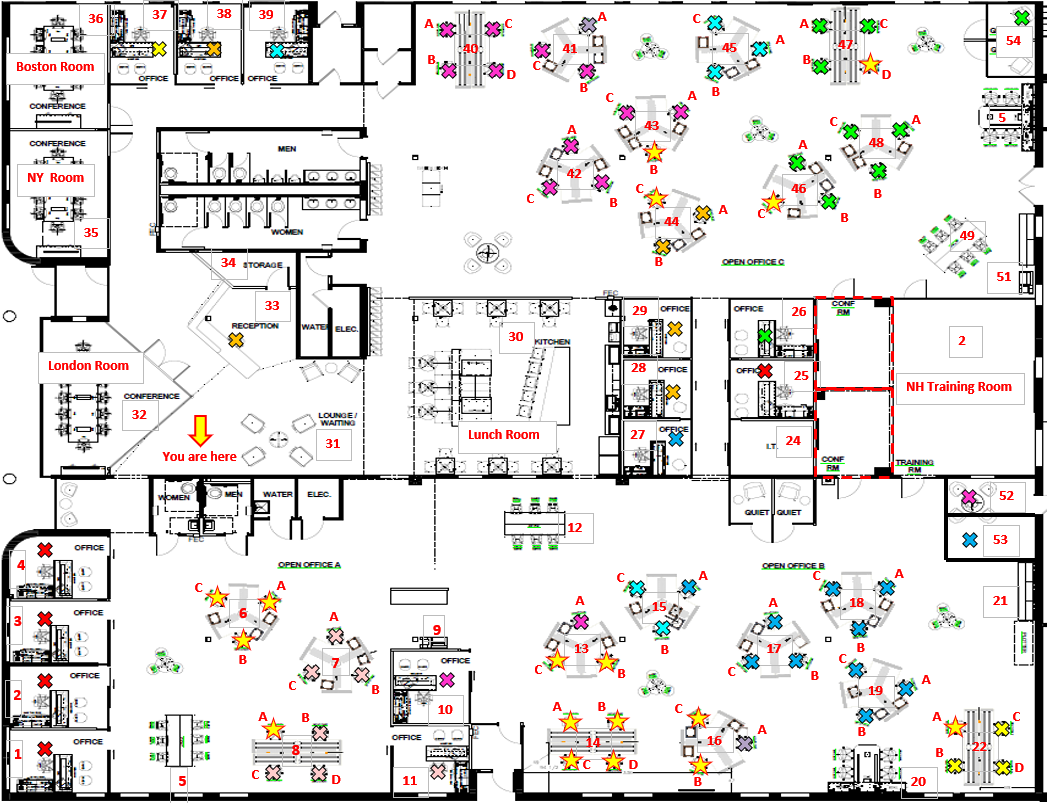 36
37
38
39
Boston Room
OFFICE
OFFICE
OFFICE
CONFERENCE
A
C
40
B
D
A
41
C
B
C
45
A
B
A
C
47
B
D
54
5
CONFERENCE
NY Room
35
MEN
WOMEN
FEC
C
43
A
B
A
42
C
B
C
44
A
B
A
46
C
B
C
A
48
B
49
51
OPEN OFFICE C
34
STORAGE
33
RECEPTION
WATER
ELEC.
FEC
30
KITCHEN
Lunch Room
29
OFFICE
28
OFFICE
27
OFFICE
OFFICE
26
OFFICE
25
24
I.T.
CONF
RM
CONF
RM
2
NH Training Room
TRAINING
RM
London Room
CONFERENCE
32
You are here
LOUNGE /
WAITING
31
WOMEN
MEN
WATER
ELEC.
FEC
12
QUIET
QUIET
52
53
OPEN OFFICE A
OPEN OFFICE B
4
OFFICE
3
OFFICE
2
OFFICE
1
OFFICE
C
A
6
B
A
7
C
B
5
A
B
8
C
D
9
OFFICE
10
OFFICE
11
FEC
C
A
15
B
A
13
C
B
A
B
14
C
D
C
A
16
B
A
17
C
B
B
A
18
B
C
A
19
B
20
21
A
C
22
B
D